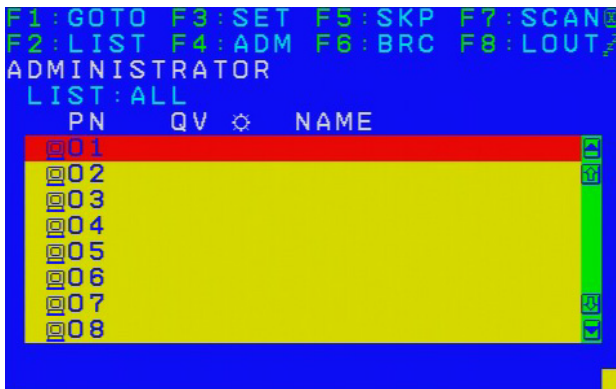 F1:GOTO F3:SET F5:SKP F7:SCAN
F2:LIST F4:ADM F6:BRC F8:LOUT
ADMINISTRATOR
LIST:ALL
PN QV NAME
01
02
03
04
05
06
07
08